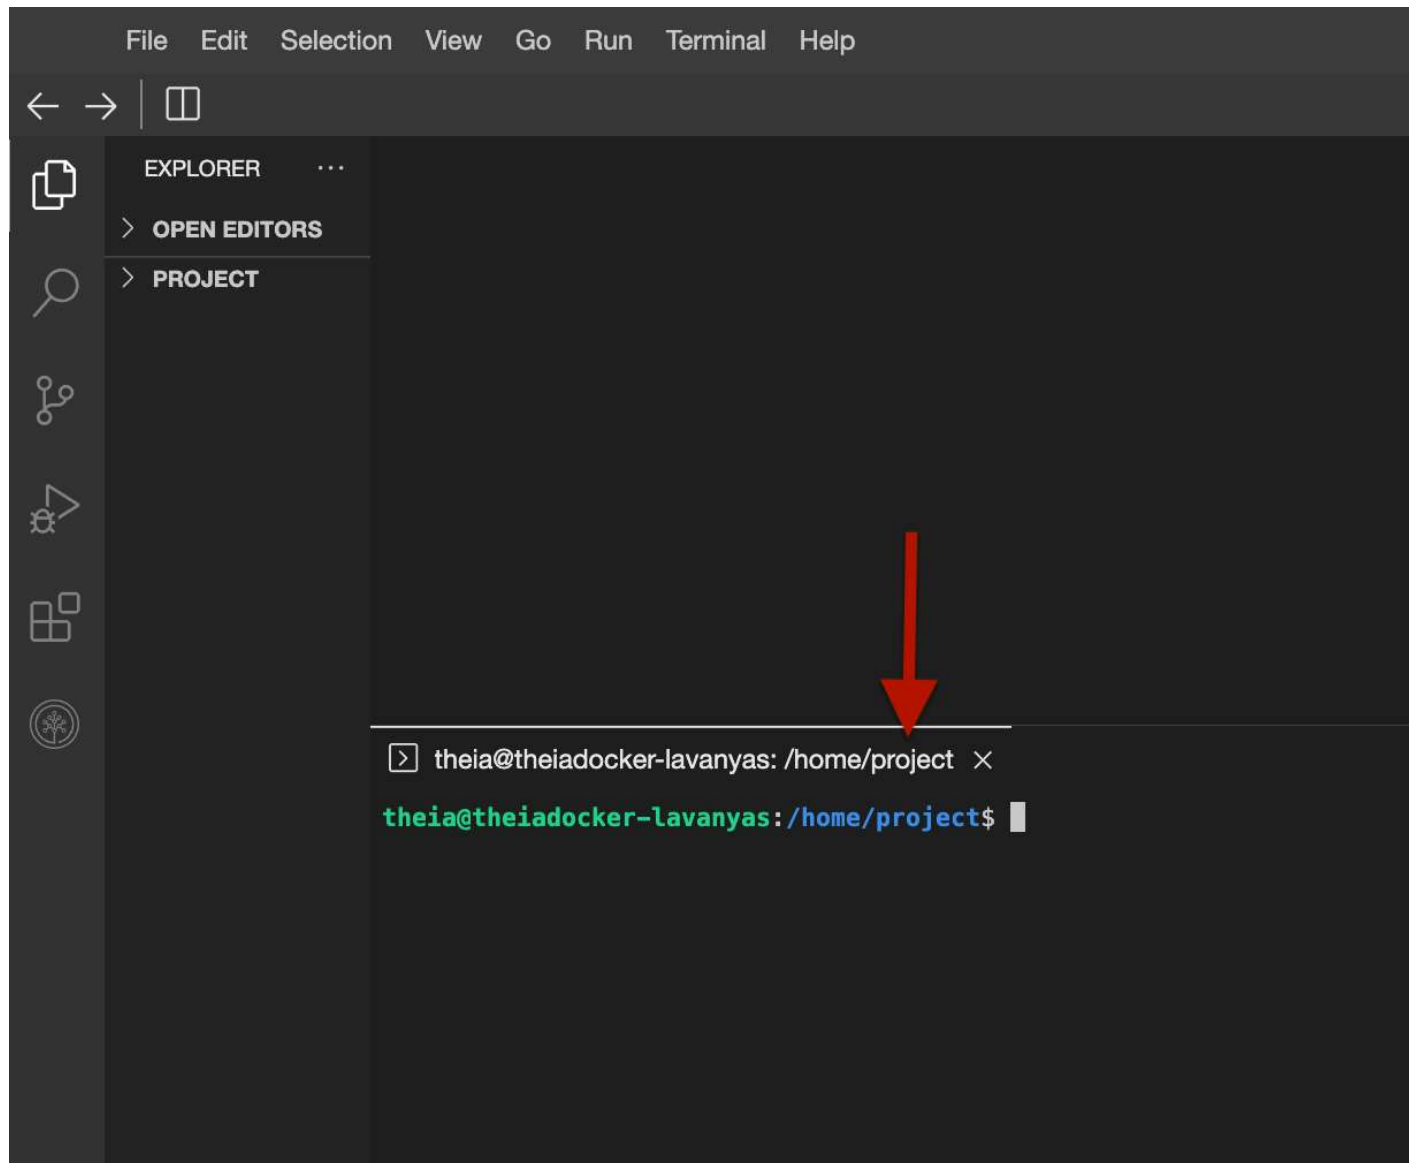 File Edit Selection View Go Run Terminal Help
EXPLORER ...
OPEN EDITORS
PROJECT
theia@theiadocker-lavanyas: /home/project
theia@theiadocker-lavanyas:/home/project$